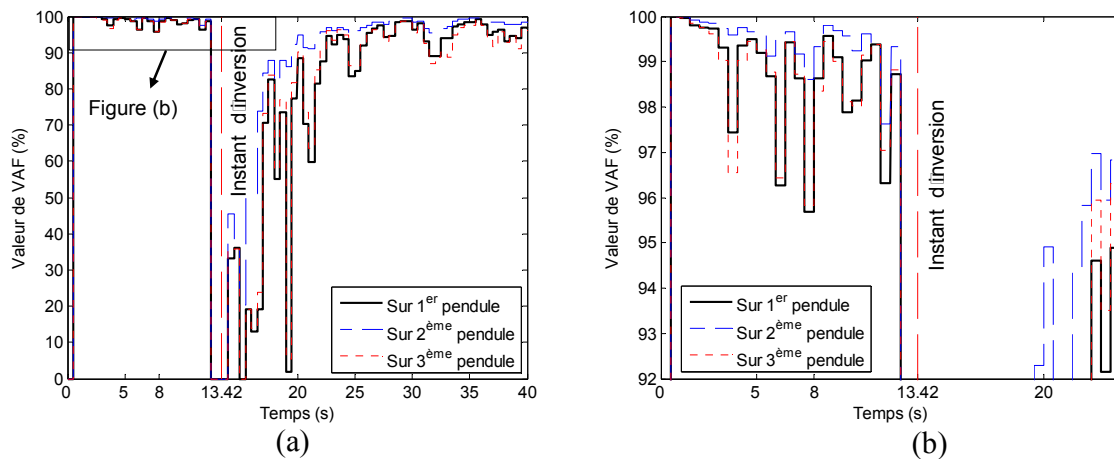 100
90
80
70
60
50
40
30
20
10
0
Valeur de VAF (%)
Figure (b)
Instant dinversion
Sur 1er pendule
Sur 2ème pendule
Sur 3ème pendule
0 5 8 13.42 20 25 30 35 40
Temps (s)
(a)
100
99
98
97
96
95
94
93
92
Valeur de VAF (%)
Instant dinversion
Sur 1er pendule
Sur 2ème pendule
Sur 3ème pendule
0 5 8 13.42 20
Temps (s)
(b)